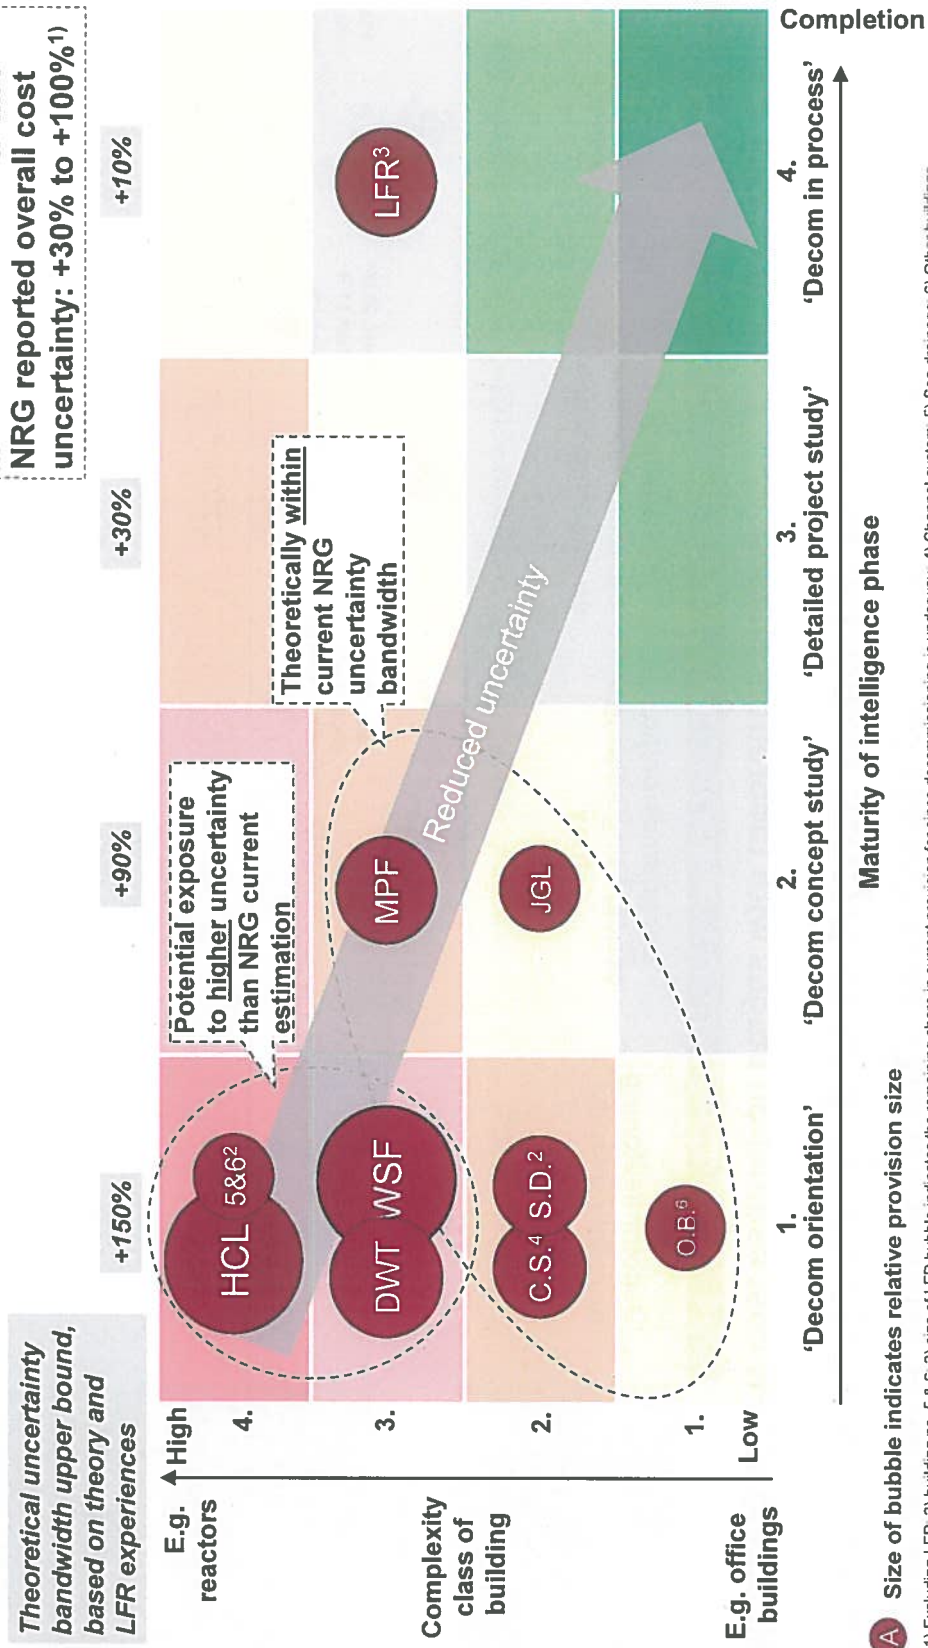 Theoretical uncertainty
bandwidth upper bound,
based on theory and
LFR experiences
+150%
+90%
+30%
+10%
NRG reported overall cost
uncertainty: +30% to +100%¹⁾
E.g.
reactors
High
4.
3.
2.
1.
Low
Complexity
class of
building
E.g. office
buildings
HCL
5&6²
DWT
WSF
C.S.⁴
S.D.²
O.B.⁶
MPF
JGL
LFR³
Potential exposure
to higher uncertainty
than NRG current
estimation
Theoretically within
current NRG
uncertainty
bandwidth
Reduced uncertainty
1.
'Decom orientation'
2.
'Decom concept study'
3.
'Detailed project study'
4.
'Decom in process'
Completion
Maturity of intelligence phase
A Size of bubble indicates relative provision size